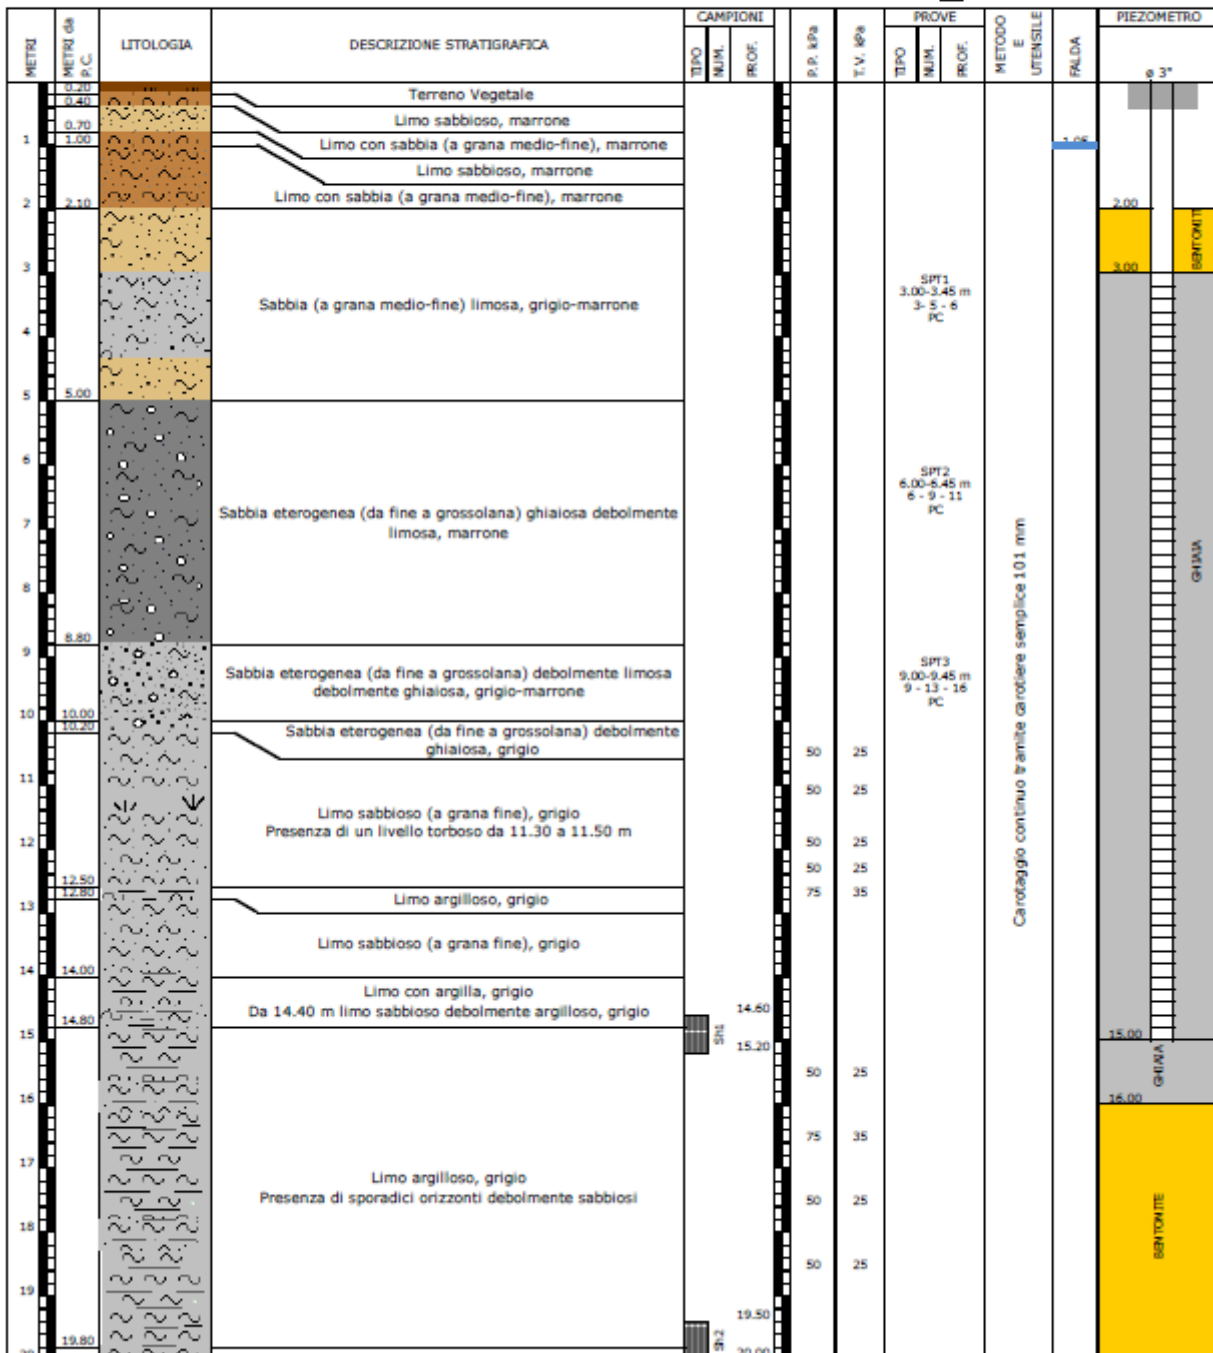 METRI
METRI da P.C.
LITOLOGIA
DESCRIZIONE STRATIGRAFICA
CAMPIONI
TIPO
NUM.
PROF.
P.P. kPa
T.V. kPa
PROVE
TIPO
NUM.
PROF.
METODO E UTENSILE
FALDA
PIEZOMETRO
ø 3"
0.20
Terreno Vegetale
0.40
Limo sabbioso, marrone
0.70
Limo con sabbia (a grana medio-fine), marrone
1
1.00
Limo sabbioso, marrone
1.05
Limo con sabbia (a grana medio-fine), marrone
2
2.10
2.00
BENTONIT
3
3.00
Sabbia (a grana medio-fine) limosa, grigio-marrone
SPT1
3.00-3.45 m
3- 5 - 6
PC
4
5
5.00
6
SPT2
6.00-6.45 m
6 - 9 - 11
PC
Sabbia eterogenea (da fine a grossolana) ghiaiosa debolmente
limosa, marrone
7
GHIAIA
8
8.80
9
Sabbia eterogenea (da fine a grossolana) debolmente limosa
debolmente ghiaiosa, grigio-marrone
SPT3
9.00-9.45 m
9 - 13 - 16
PC
Carotaggio continuo tramite carotiere semplice 101 mm
10
10.00
10.20
Sabbia eterogenea (da fine a grossolana) debolmente
ghiaiosa, grigio
50 25
11
50 25
Limo sabbioso (a grana fine), grigio
Presenza di un livello torboso da 11.30 a 11.50 m
12
50 25
50 25
12.50
12.80
75 35
Limo argilloso, grigio
13
Limo sabbioso (a grana fine), grigio
14
14.00
Limo con argilla, grigio
Da 14.40 m limo sabbioso debolmente argilloso, grigio
14.80
14.60
Sh1
15.20
15
15.00
GHIAIA
50 25
16
16.00
75 35
17
Limo argilloso, grigio
Presenza di sporadici orizzonti debolmente sabbiosi
50 25
BENTONITE
18
50 25
19
19.50
19.80
Sh2
20.00
20